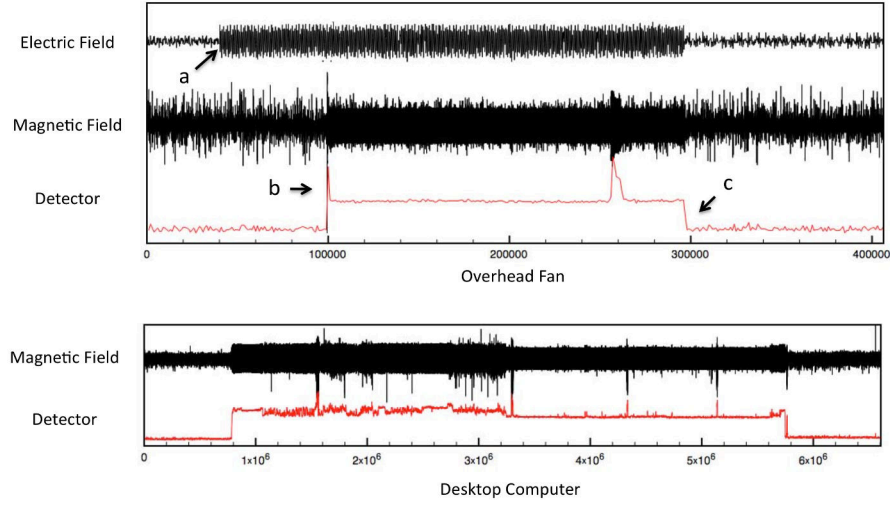 Electric Field
a
Magnetic Field
b
c
Detector
0 100000 200000 300000 400000
Overhead Fan
Magnetic Field
Detector
0 1x10⁶ 2x10⁶ 3x10⁶ 4x10⁶ 5x10⁶ 6x10⁶
Desktop Computer